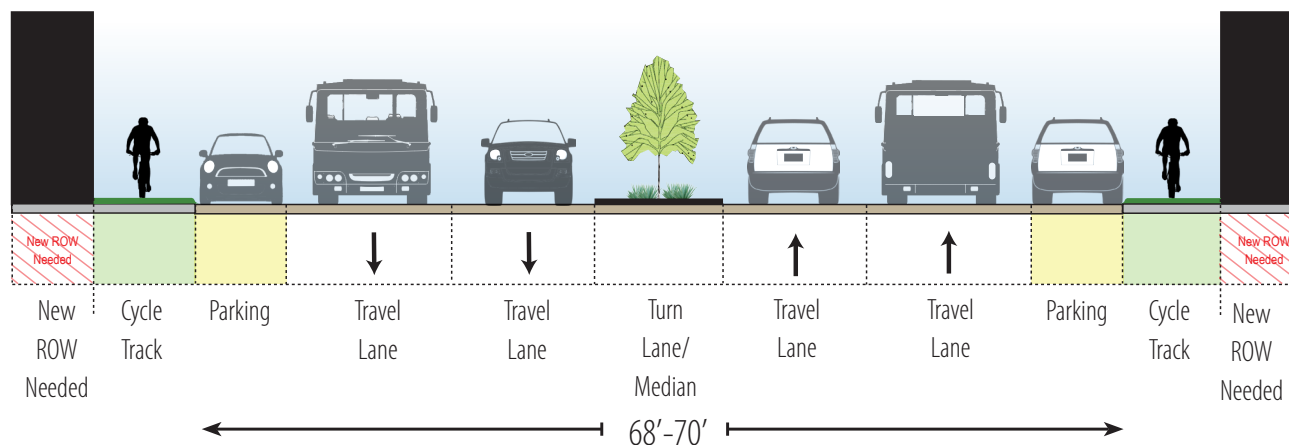 New ROW
Needed
New ROW
Needed
New
ROW
Needed
Cycle
Track
Parking
Travel
Lane
Travel
Lane
Turn
Lane/
Median
Travel
Lane
Travel
Lane
Parking
Cycle
Track
New
ROW
Needed
68’-70’